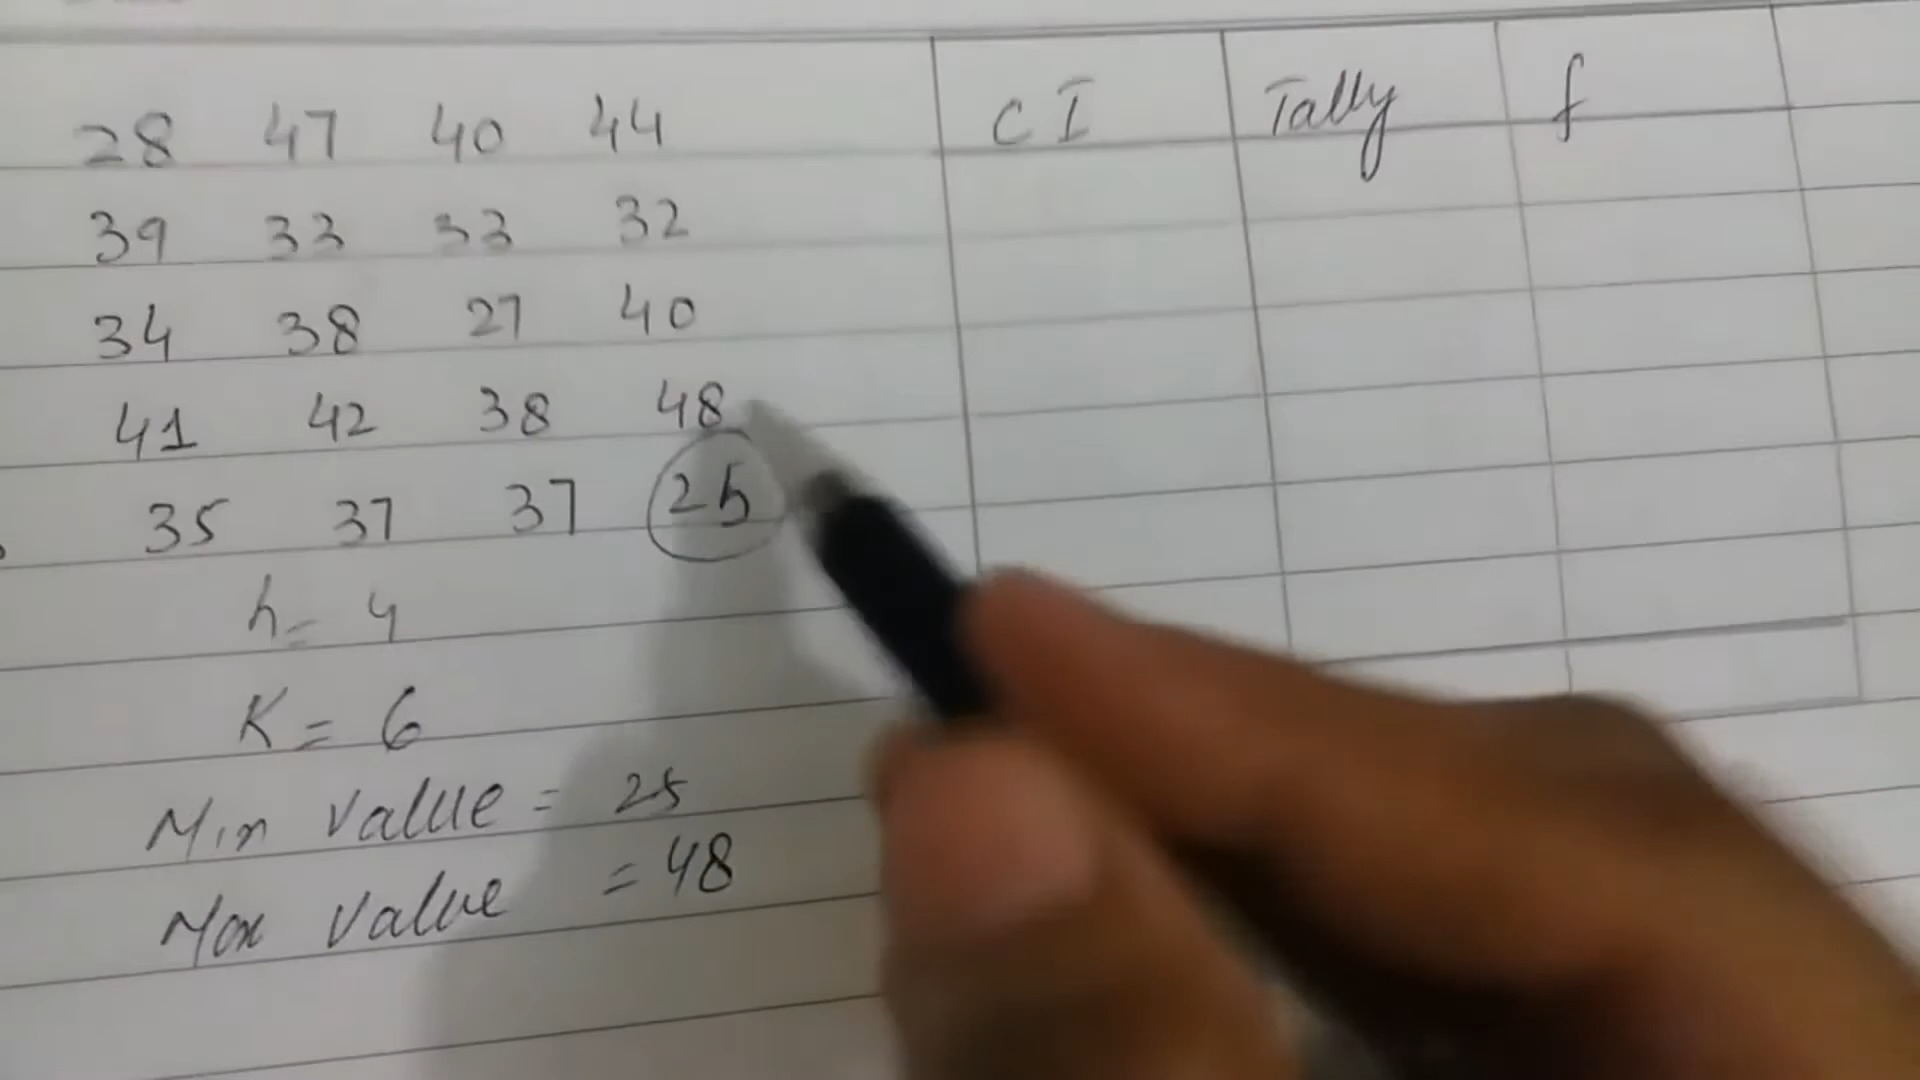 28 47 40 44 CI Tally f
39 33 33 32
34 38 27 40
41 42 38 48
35 37 37 25
h = 4
K = 6
Min value = 25
Max value = 48